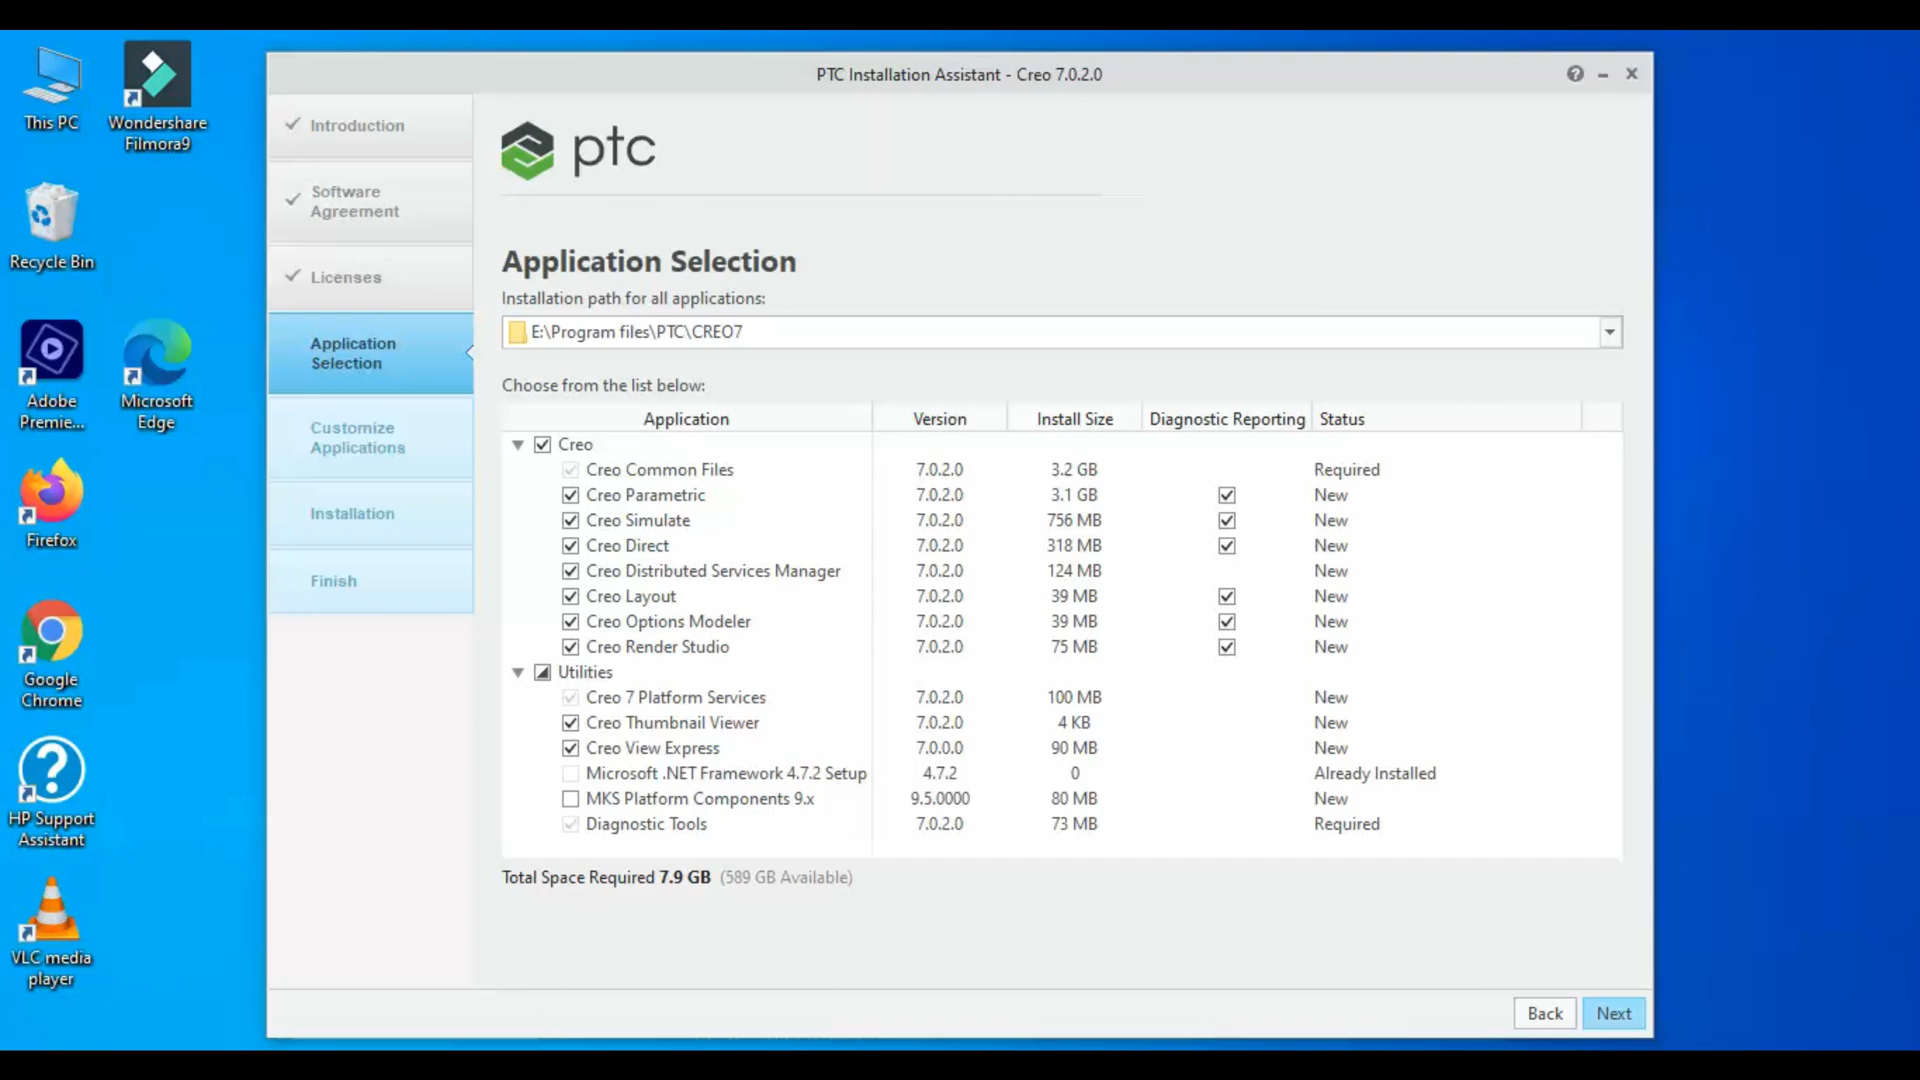 This PC
Wondershare
Filmora9
Recycle Bin
Adobe
Premie...
Microsoft
Edge
Firefox
Google
Chrome
HP Support
Assistant
VLC media
player
PTC Installation Assistant - Creo 7.0.2.0
Introduction
Software
Agreement
Licenses
Application
Selection
Customize
Applications
Installation
Finish
ptc
Application Selection
Installation path for all applications:
E:\Program files\PTC\CREO7
Choose from the list below:
Application Version Install Size Diagnostic Reporting Status
Creo
Creo Common Files 7.0.2.0 3.2 GB Required
Creo Parametric 7.0.2.0 3.1 GB New
Creo Simulate 7.0.2.0 756 MB New
Creo Direct 7.0.2.0 318 MB New
Creo Distributed Services Manager 7.0.2.0 124 MB New
Creo Layout 7.0.2.0 39 MB New
Creo Options Modeler 7.0.2.0 39 MB New
Creo Render Studio 7.0.2.0 75 MB New
Utilities
Creo 7 Platform Services 7.0.2.0 100 MB New
Creo Thumbnail Viewer 7.0.2.0 4 KB New
Creo View Express 7.0.0.0 90 MB New
Microsoft .NET Framework 4.7.2 Setup 4.7.2 0 Already Installed
MKS Platform Components 9.x 9.5.0000 80 MB New
Diagnostic Tools 7.0.2.0 73 MB Required
Total Space Required 7.9 GB (589 GB Available)
Back Next